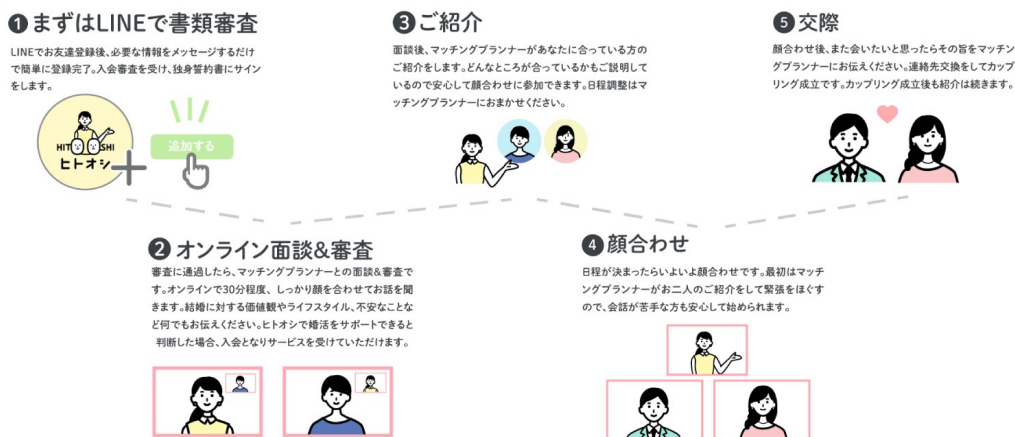 ❶まずはLINEで書類審査
LINEでお友達登録後、必要な情報をメッセージするだけ
で簡単に登録完了。入会審査を受け、独身誓約書にサイン
をします。
HIT
SHI
ヒトオシ
追加する
❷オンライン面談&審査
審査に通過したら、マッチングプランナーとの面談&審査で
す。オンラインで30分程度、しっかり顔を合わせてお話を聞
きます。結婚に対する価値観やライフスタイル、不安なことな
ど何でもお伝えください。ヒトオシで婚活をサポートできると
判断した場合、入会となりサービスを受けていただけます。
❸ご紹介
面談後、マッチングプランナーがあなたに合っている方の
ご紹介をします。どんなところが合っているかもご説明して
いるので安心して顔合わせに参加できます。日程調整はマ
ッチングプランナーにおまかせください。
❹顔合わせ
日程が決まったらいよいよ顔合わせです。最初はマッチ
ングプランナーがお二人のご紹介をして緊張をほぐす
ので、会話が苦手な方も安心して始められます。
❺交際
顔合わせ後、また会いたいと思ったらその旨をマッチン
グプランナーにお伝えください。連絡先交換をしてカップ
リング成立です。カップリング成立後も紹介は続きます。